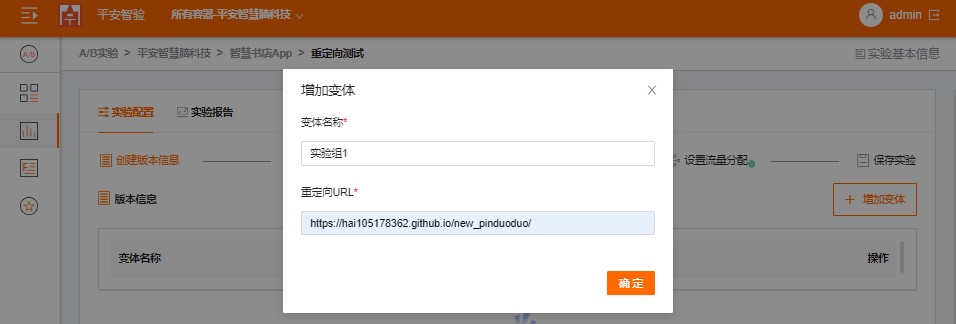 平安智验
所有容器-平安智慧脑科技
admin
A/B
A/B实验 > 平安智慧脑科技 > 智慧书店App > 重定向测试
实验基本信息
增加变体
实验配置
实验报告
变体名称*
实验组1
创建版本信息
设置流量分配
保存实验
重定向URL*
版本信息
+ 增加变体
https://hai105178362.github.io/new_pinduoduo/
变体名称
操作
确 定